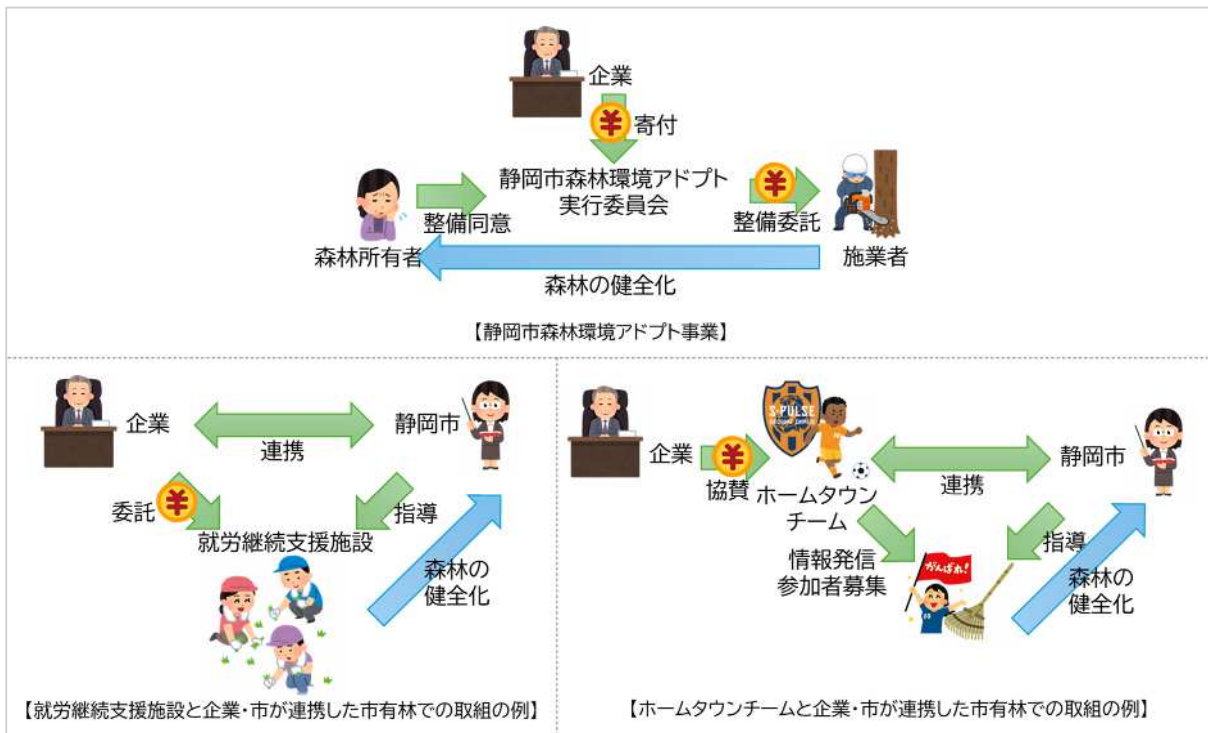 企業
¥
寄付
静岡市森林環境アドプト
実行委員会
¥
整備同意
整備委託
森林所有者
施業者
森林の健全化
【静岡市森林環境アドプト事業】
企業
静岡市
連携
委託
¥
指導
就労継続支援施設
森林の
健全化
【就労継続支援施設と企業・市が連携した市有林での取組の例】
S-PULSE
企業
¥
協賛
ホームタウン
チーム
連携
静岡市
情報発信
参加者募集
指導
がんばれ!
森林の
健全化
【ホームタウンチームと企業・市が連携した市有林での取組の例】